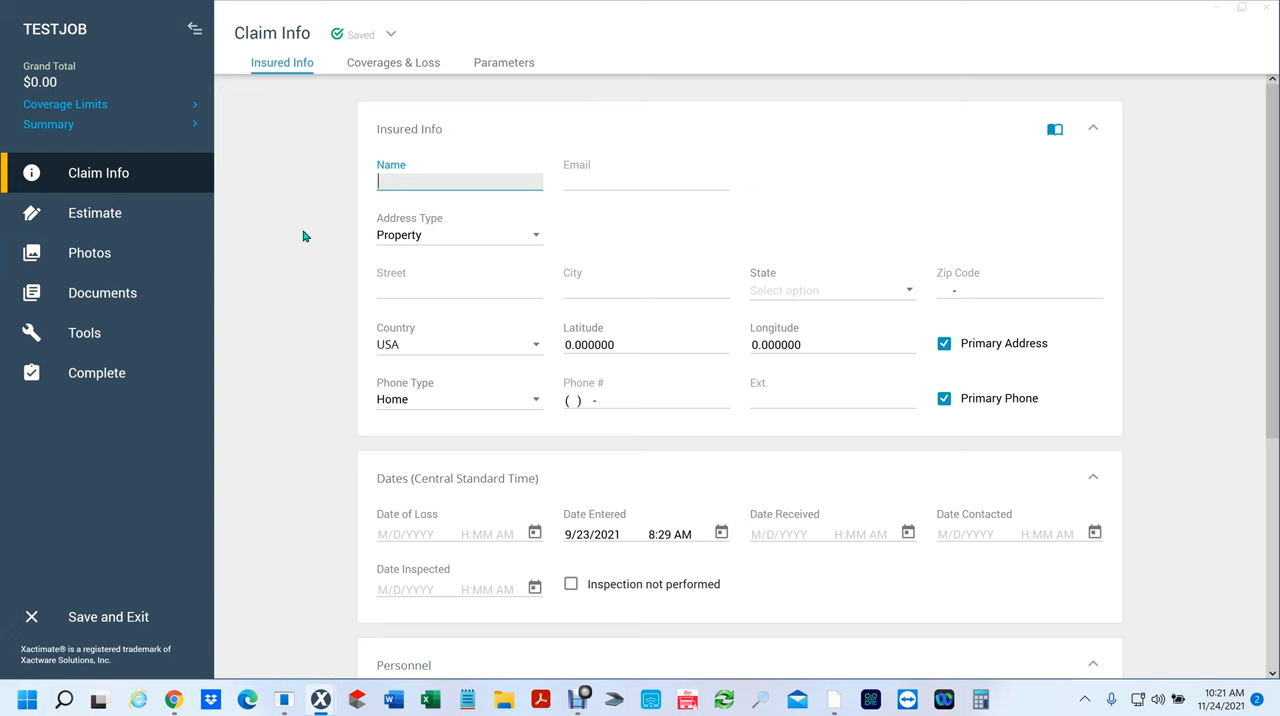 TESTJOB
Grand Total
$0.00
Coverage Limits
Summary
Claim Info
Estimate
Photos
Documents
Tools
Complete
Save and Exit
Xactimate® is a registered trademark of
Xactware Solutions, Inc.
Claim Info Saved
Insured Info Coverages & Loss Parameters
Insured Info
Name Email
Address Type
Property
Street City State Zip Code
Select option -
Country Latitude Longitude
USA 0.000000 0.000000 Primary Address
Phone Type Phone # Ext.
Home ( ) - Primary Phone
Dates (Central Standard Time)
Date of Loss Date Entered Date Received Date Contacted
M/D/YYYY H:MM AM 9/23/2021 8:29 AM M/D/YYYY H:MM AM M/D/YYYY H:MM AM
Date Inspected
M/D/YYYY H:MM AM Inspection not performed
Personnel
10:21 AM
11/24/2021
2